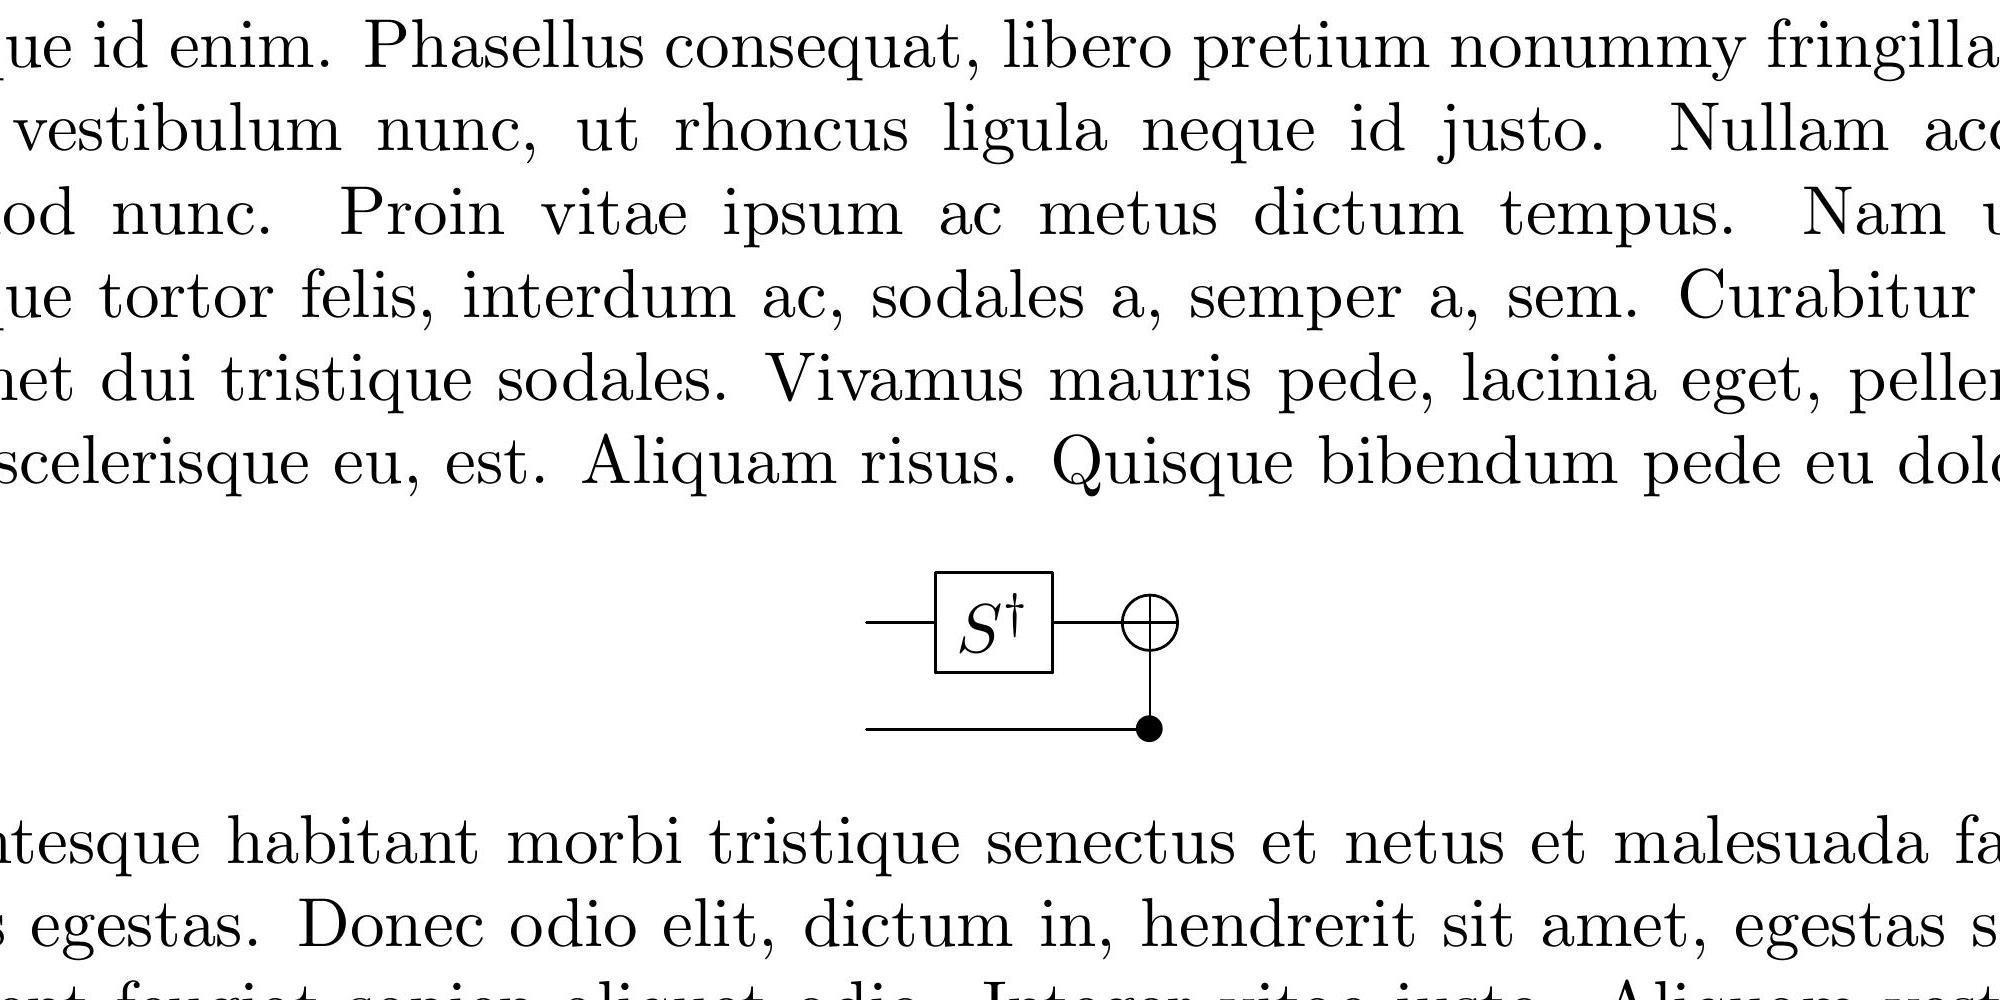 ue id enim. Phasellus consequat, libero pretium nonummy fringilla
vestibulum nunc, ut rhoncus ligula neque id justo. Nullam acc
od nunc. Proin vitae ipsum ac metus dictum tempus. Nam u
ue tortor felis, interdum ac, sodales a, semper a, sem. Curabitur
net dui tristique sodales. Vivamus mauris pede, lacinia eget, peller
scelerisque eu, est. Aliquam risus. Quisque bibendum pede eu dolo
S†
ntesque habitant morbi tristique senectus et netus et malesuada fa
s egestas. Donec odio elit, dictum in, hendrerit sit amet, egestas s